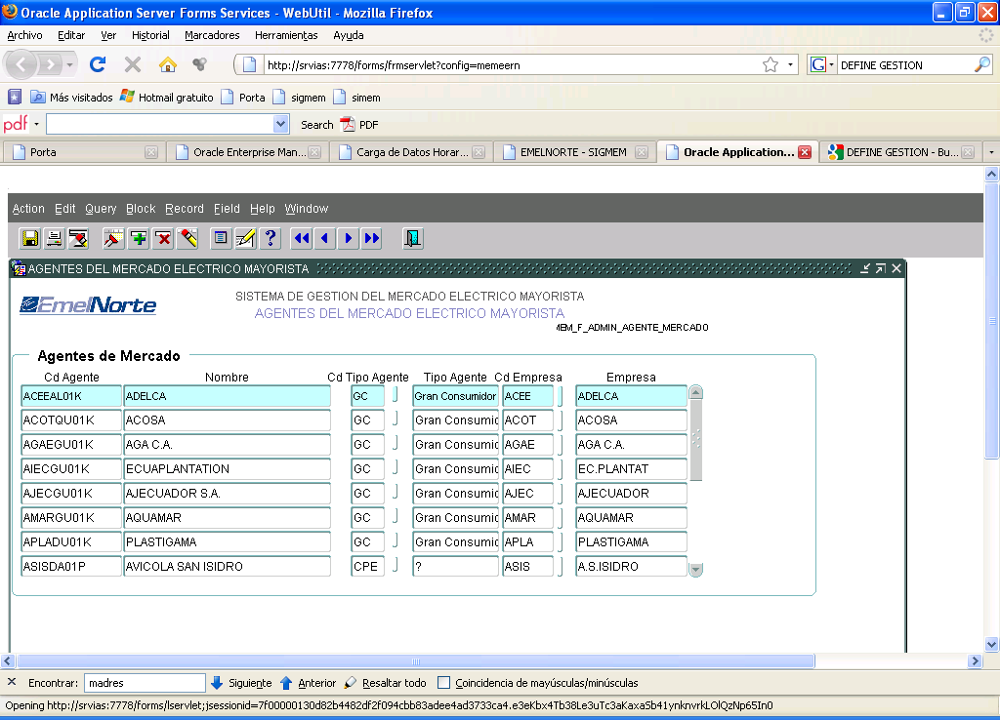 Oracle Application Server Forms Services - WebUtil - Mozilla Firefox
Archivo Editar Ver Historial Marcadores Herramientas Ayuda
http://srvias:7778/forms/frmservlet?config=memeern G DEFINE GESTION
Más visitados Hotmail gratuito Porta sigmem simem
pdf Search PDF
Porta Oracle Enterprise Man... Carga de Datos Horar... EMELNORTE - SIGMEM Oracle Application... DEFINE GESTION - Bu...
Action Edit Query Block Record Field Help Window
AGENTES DEL MERCADO ELECTRICO MAYORISTA
EmelNorte
SISTEMA DE GESTION DEL MERCADO ELECTRICO MAYORISTA
AGENTES DEL MERCADO ELECTRICO MAYORISTA
MEM_F_ADMIN_AGENTE_MERCADO
Agentes de Mercado
Cd Agente Nombre Cd Tipo Agente Tipo Agente Cd Empresa Empresa
ACEEAL01K ADELCA GC Gran Consumidor ACEE ADELCA
ACOTQU01K ACOSA GC Gran Consumic ACOT ACOSA
AGAEGU01K AGA C.A. GC Gran Consumic AGAE AGA C.A.
AIECGU01K ECUAPLANTATION GC Gran Consumic AIEC EC.PLANTAT
AJECGU01K AJECUADOR S.A. GC Gran Consumic AJEC AJECUADOR
AMARGU01K AQUAMAR GC Gran Consumic AMAR AQUAMAR
APLADU01K PLASTIGAMA GC Gran Consumic APLA PLASTIGAMA
ASISDA01P AVICOLA SAN ISIDRO CPE ? ASIS A.S.ISIDRO
Encontrar: madres Siguiente Anterior Resaltar todo Coincidencia de mayúsculas/minúsculas
Opening http://srvias:7778/forms/lservlet;jsessionid=7f00000130d82b4482df2f094cbb83adee4ad3733ca4.e3eKbx4Tb38Le3uTc3aKaxaSb41ynknvrkLOlQzNp65In0